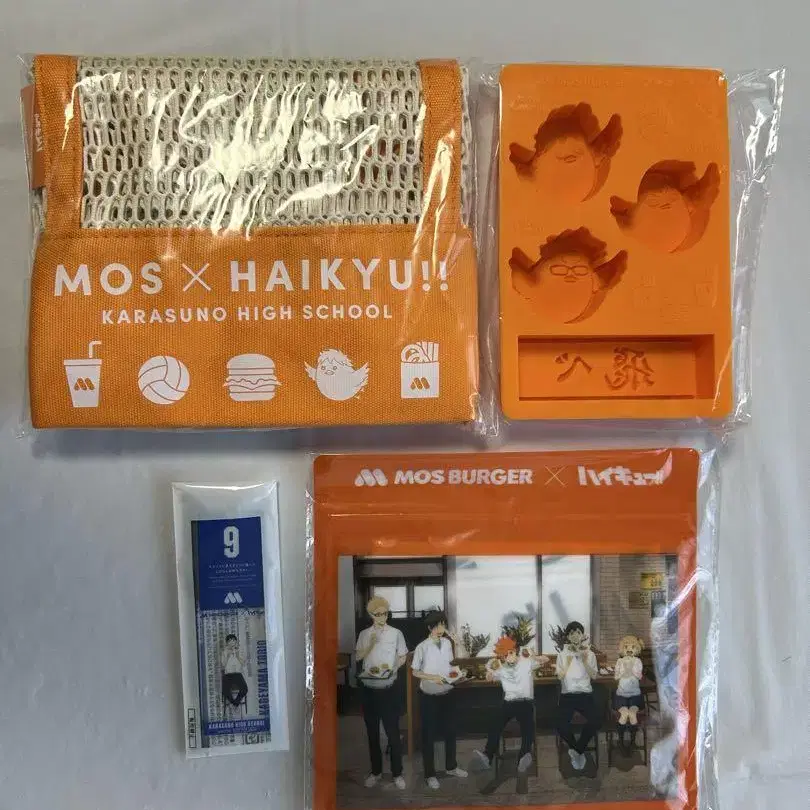 MOS × HAIKYU!!
KARASUNO HIGH SCHOOL
飛べ
MOS BURGER × ハイキュー!!
9
KAGEYAMA TOBIO
KARASUNO HIGH SCHOOL